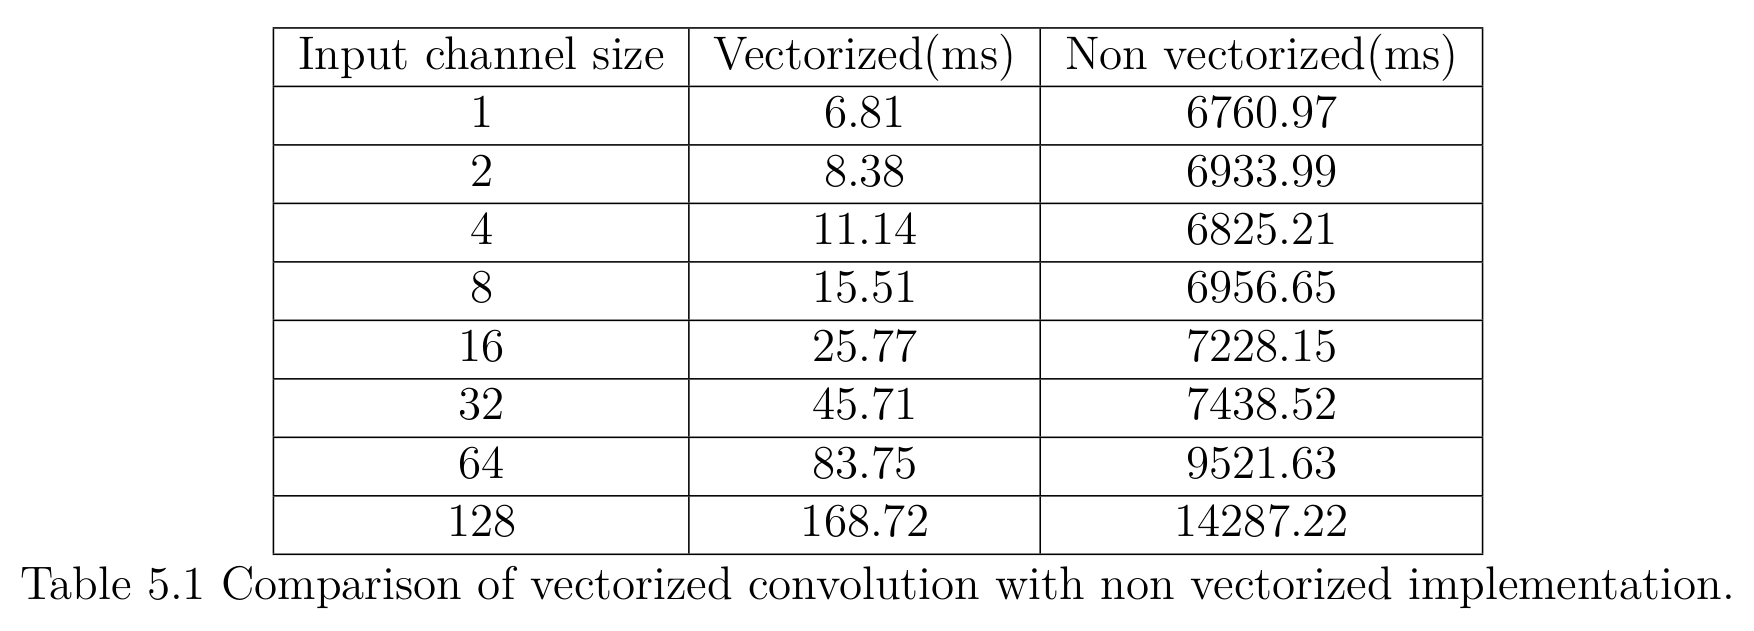 Input channel size Vectorized(ms) Non vectorized(ms)
1 6.81 6760.97
2 8.38 6933.99
4 11.14 6825.21
8 15.51 6956.65
16 25.77 7228.15
32 45.71 7438.52
64 83.75 9521.63
128 168.72 14287.22
Table 5.1 Comparison of vectorized convolution with non vectorized implementation.